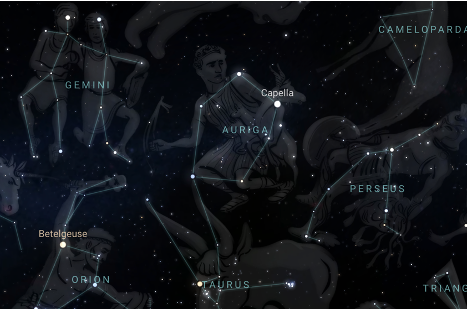 CAMELOPARDA
GEMINI
Capella
AURIGA
PERSEUS
Betelgeuse
ORION
TAURUS
TRIANG